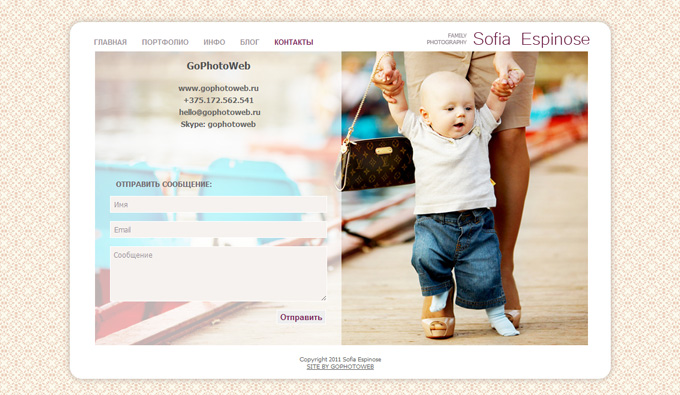 ГЛАВНАЯ ПОРТФОЛИО ИНФО БЛОГ КОНТАКТЫ
FAMILY
PHOTOGRAPHY
Sofia Espinose
GoPhotoWeb
www.gophotoweb.ru
+375.172.562.541
hello@gophotoweb.ru
Skype: gophotoweb
ОТПРАВИТЬ СООБЩЕНИЕ:
Имя
Email
Сообщение
Отправить
Copyright 2011 Sofia Espinose
SITE BY GOPHOTOWEB